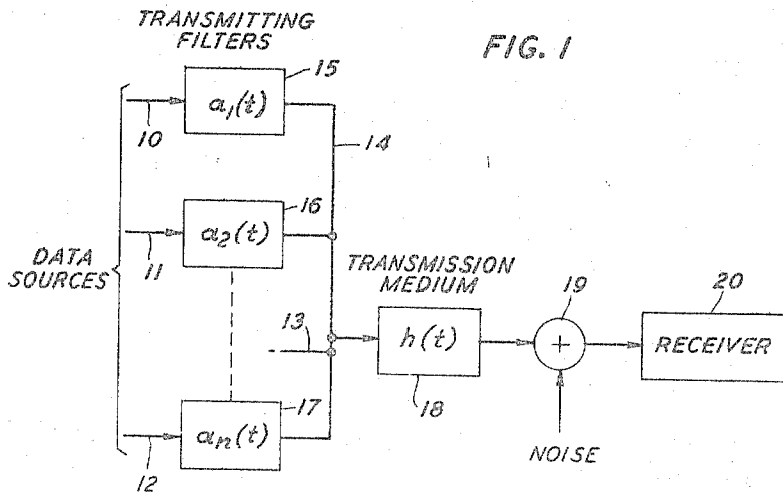 TRANSMITTING
FILTERS
FIG. 1
15
a₁(t)
10
14
16
a₂(t)
11
DATA
SOURCES
TRANSMISSION
MEDIUM
13
h(t)
18
19
+
20
RECEIVER
17
aₙ(t)
12
NOISE